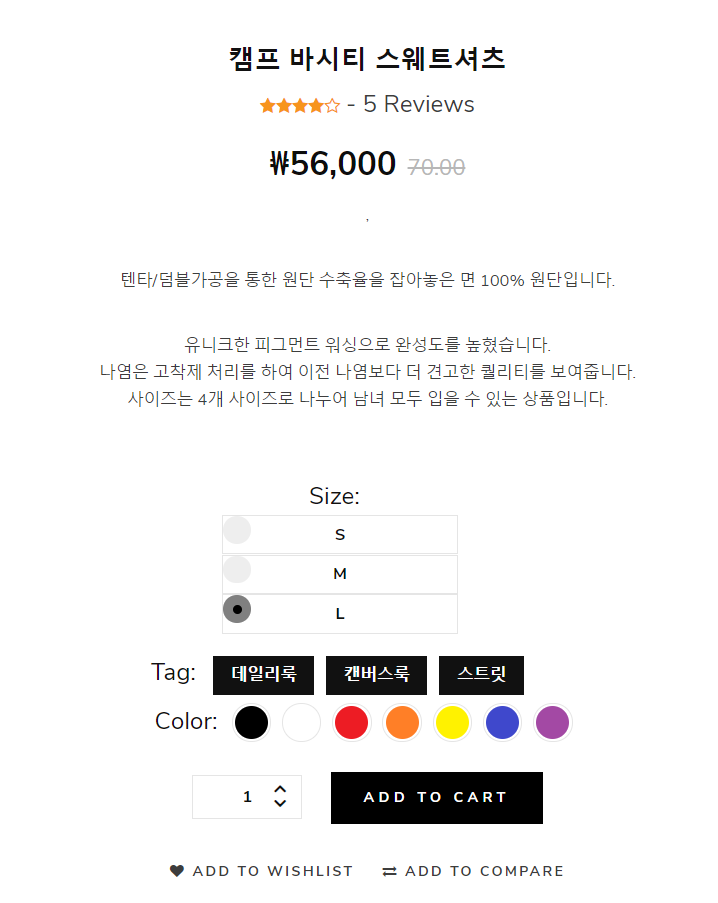 캠프 바시티 스웨트셔츠
- 5 Reviews
₩56,000 70.00
,
텐타/덤블가공을 통한 원단 수축율을 잡아놓은 면 100% 원단입니다.
유니크한 피그먼트 워싱으로 완성도를 높혔습니다.
나염은 고착제 처리를 하여 이전 나염보다 더 견고한 퀄리티를 보여줍니다.
사이즈는 4개 사이즈로 나누어 남녀 모두 입을 수 있는 상품입니다.
Size:
S
M
L
Tag: 데일리룩 캔버스룩 스트릿
Color:
1 ADD TO CART
ADD TO WISHLIST ADD TO COMPARE